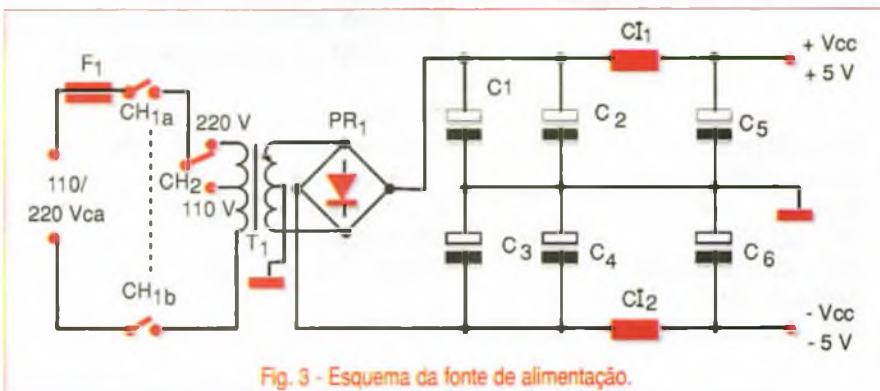 F1
CH1a
220 V
PR1
110/
220 Vca
CH2
110 V
T1
CH1b
C1
C2
C3
C4
CI1
CI2
C5
C6
+ Vcc
+ 5 V
- Vcc
- 5 V
Fig. 3 - Esquema da fonte de alimentação.